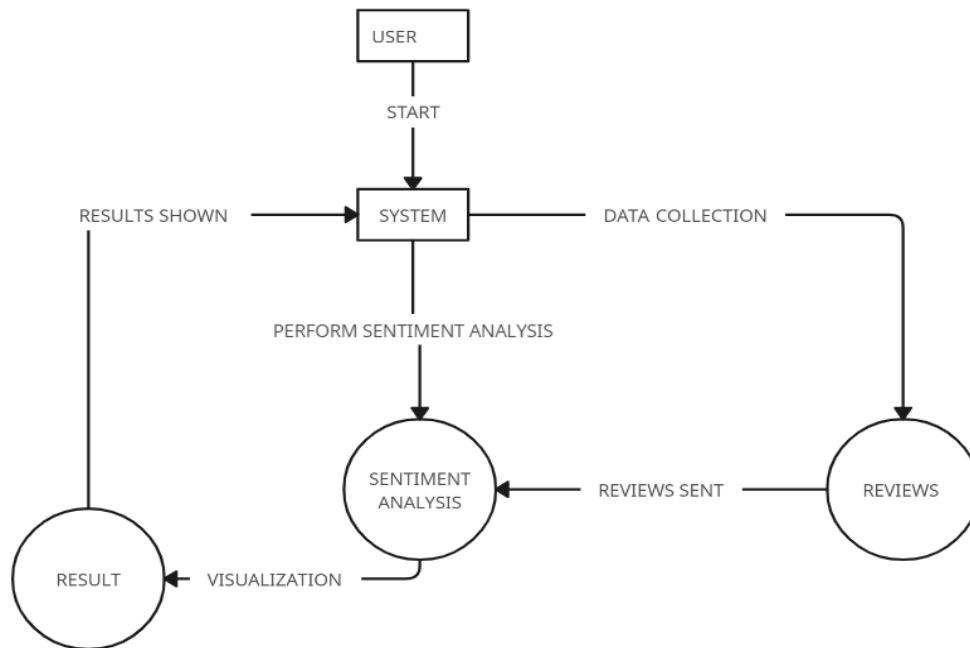 USER
START
RESULTS SHOWN
SYSTEM
DATA COLLECTION
PERFORM SENTIMENT ANALYSIS
SENTIMENT
ANALYSIS
REVIEWS SENT
REVIEWS
RESULT
VISUALIZATION